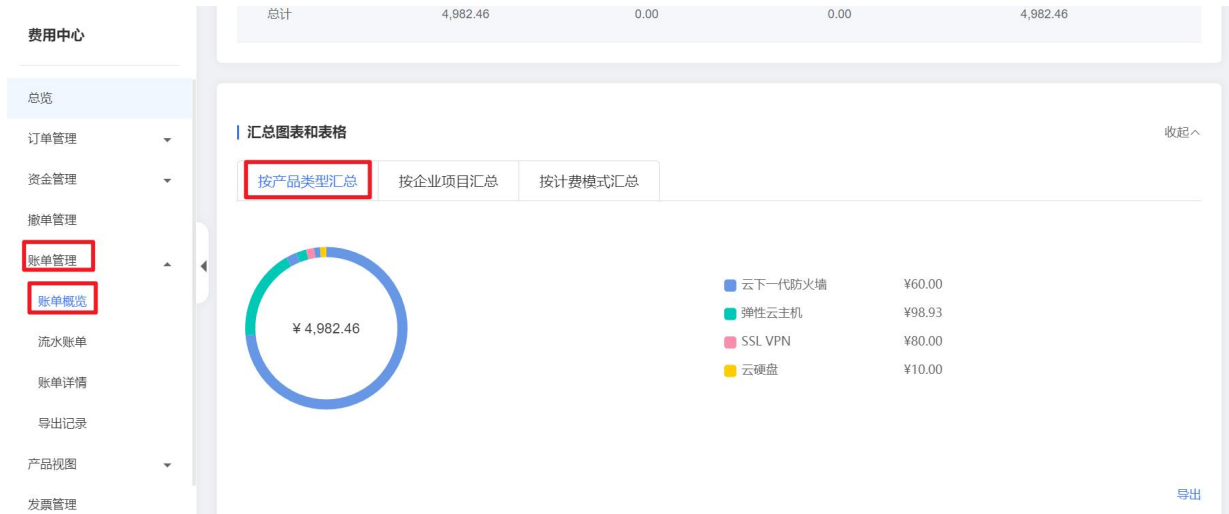 总计 4,982.46 0.00 0.00 4,982.46
费用中心
总览
订单管理
资金管理
撤单管理
账单管理
账单概览
流水账单
账单详情
导出记录
产品视图
发票管理
汇总图表和表格 收起
按产品类型汇总 按企业项目汇总 按计费模式汇总
¥ 4,982.46
云下一代防火墙 ¥60.00
弹性云主机 ¥98.93
SSL VPN ¥80.00
云硬盘 ¥10.00
导出